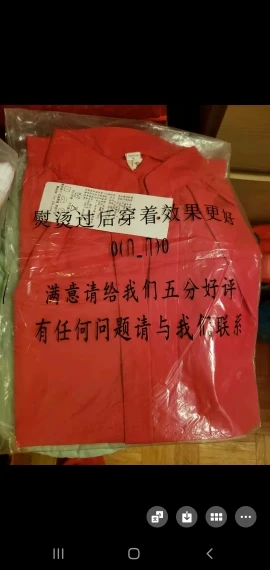 熨烫过后穿着效果更好
满意请给我们五分好评
有任何问题请与我们联系